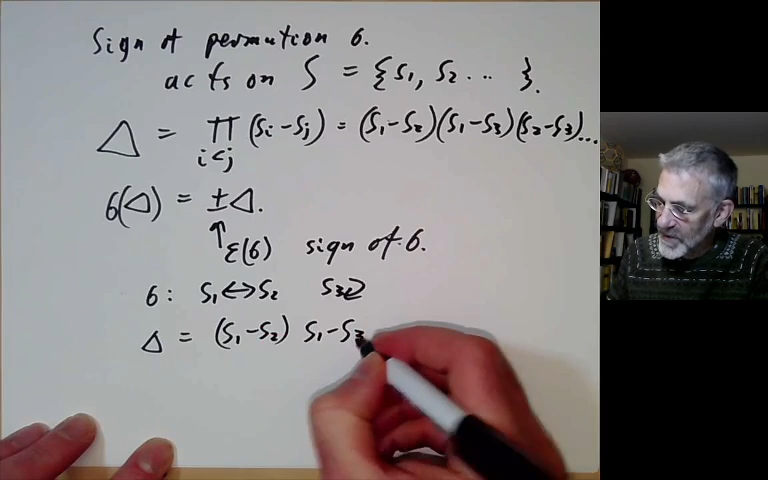 Sign of permution σ.
acts on S = {s₁, s₂ ... }.
Δ = ∏ (sᵢ-sⱼ) = (s₁-s₂)(s₁-s₃)(s₂-s₃)...
i<j
σ(Δ) = ±Δ.
↑ ε(σ) sign of σ.
σ: s₁↔s₂ s₃⊋
Δ = (s₁-s₂) s₁-s₃